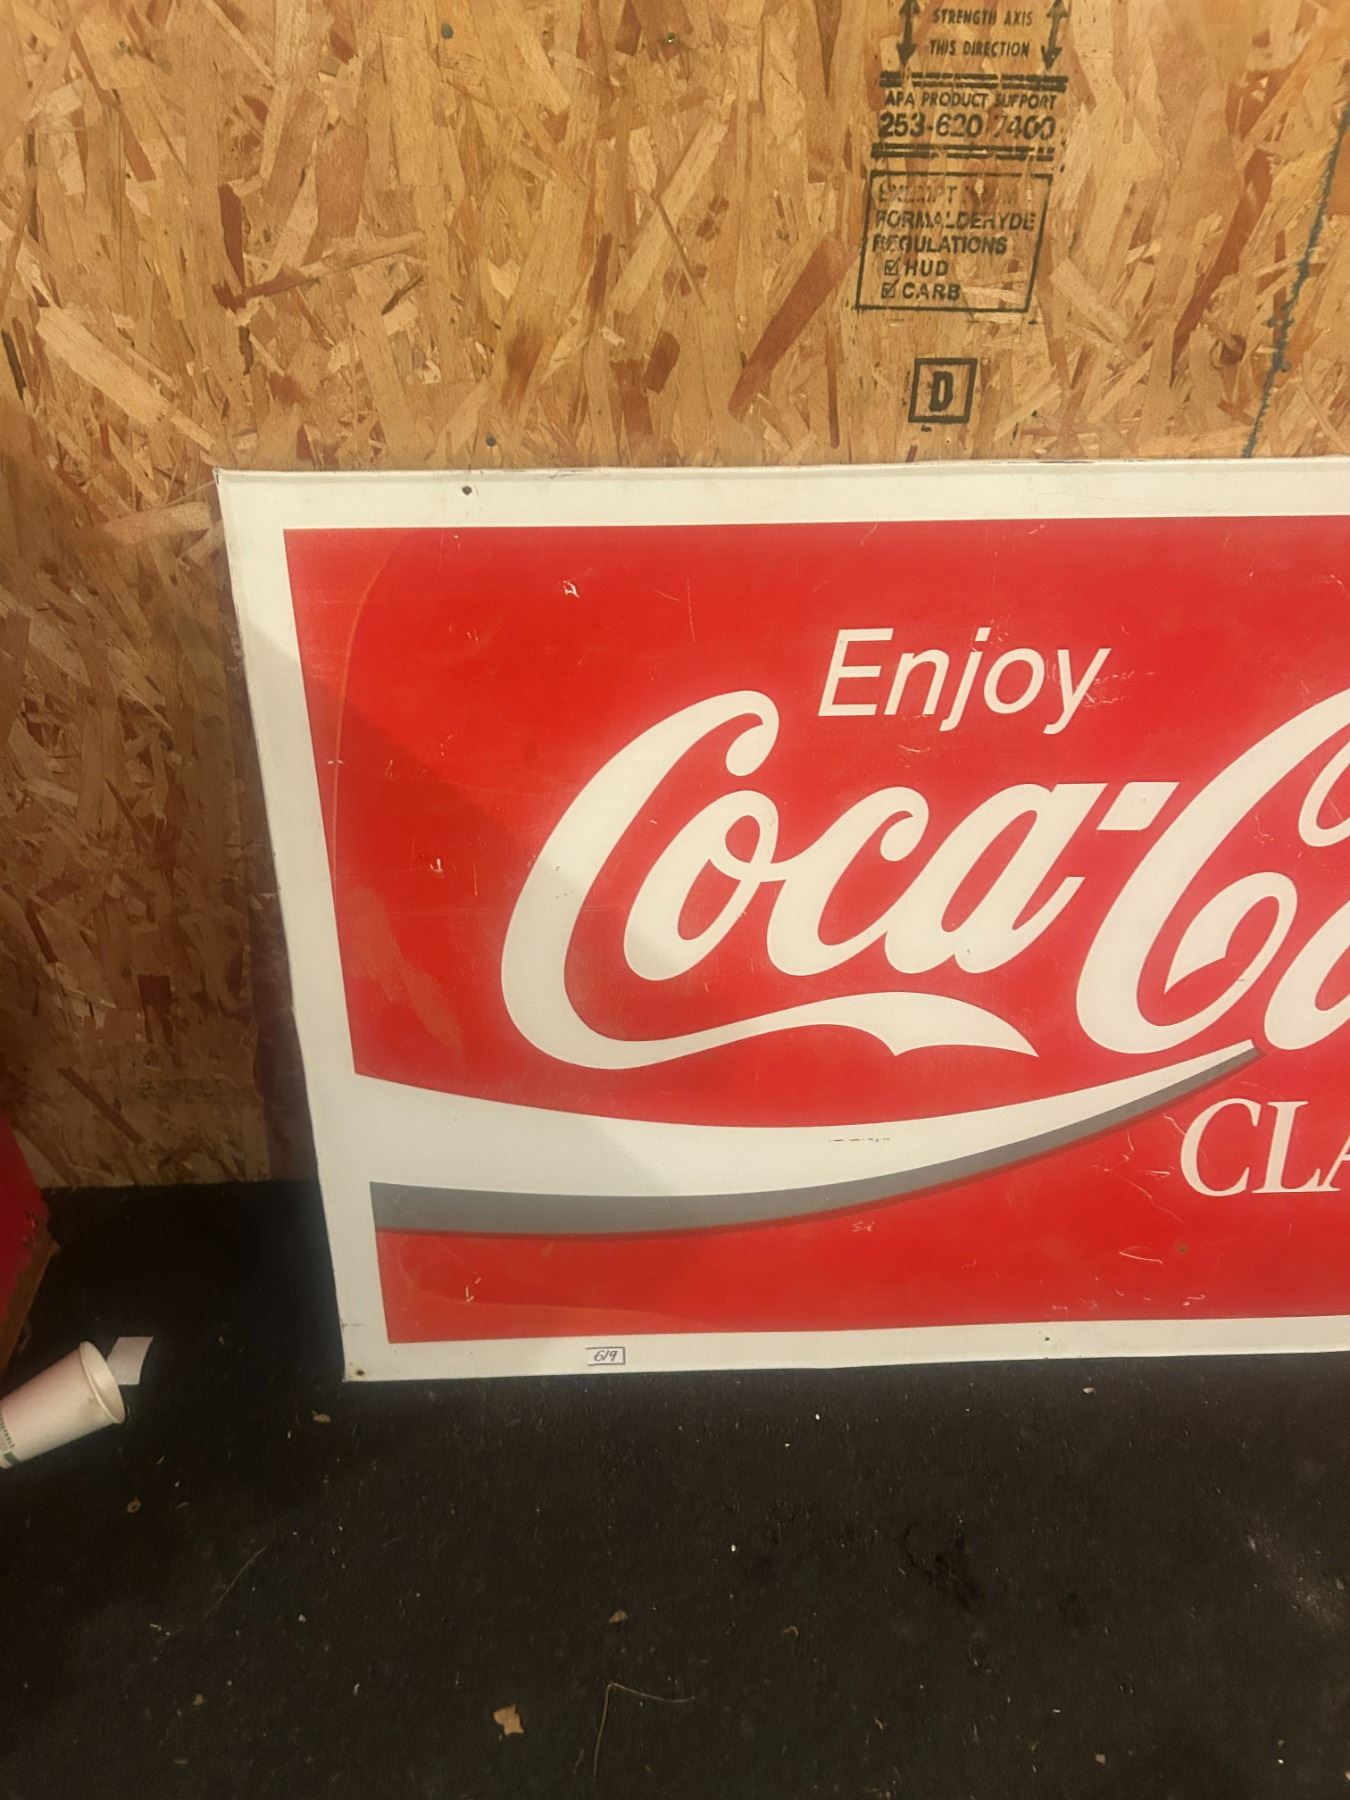 STRENGTH AXIS
THIS DIRECTION
APA PRODUCT SUPPORT
253-620 7400
EXEMPT
FORMALDEHYDE
REGULATIONS
☑ HUD
☑ CARB
D
Enjoy
Coca-Co
CLA
619